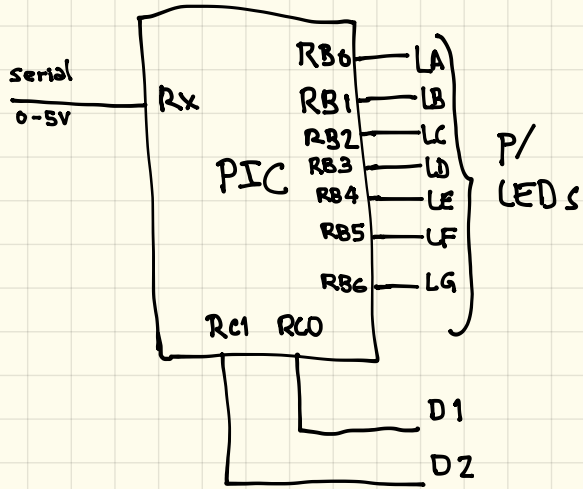 serial
0-5V
Rx
PIC
RB0
RB1
RB2
RB3
RB4
RB5
RB6
LA
LB
LC
LD
LE
LF
LG
P/
LEDs
RC1 RC0
D1
D2